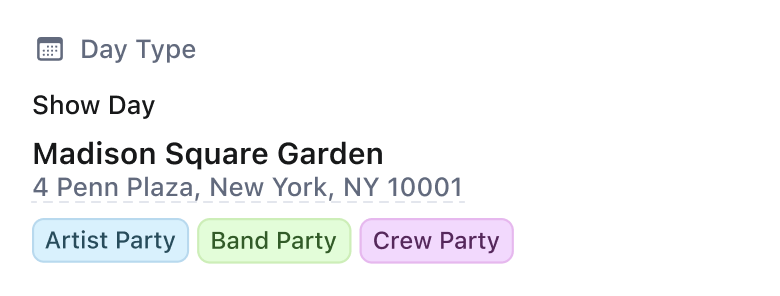 Day Type
Show Day
Madison Square Garden
4 Penn Plaza, New York, NY 10001
Artist Party Band Party Crew Party